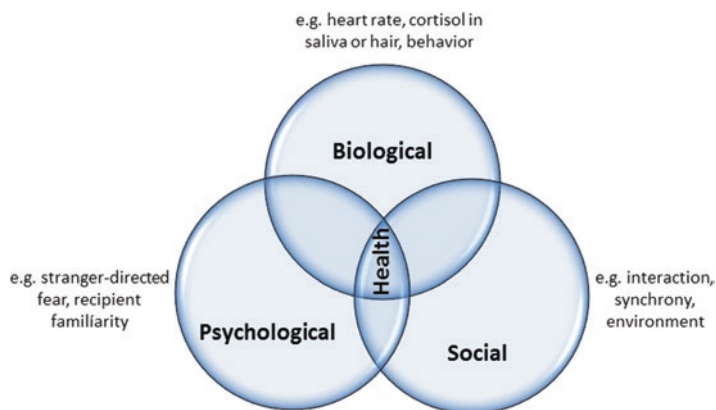 e.g. heart rate, cortisol in
saliva or hair, behavior
Biological
Health
e.g. stranger-directed
fear, recipient
familíarity
Psychological
Social
e.g. interaction,
synchrony,
environment